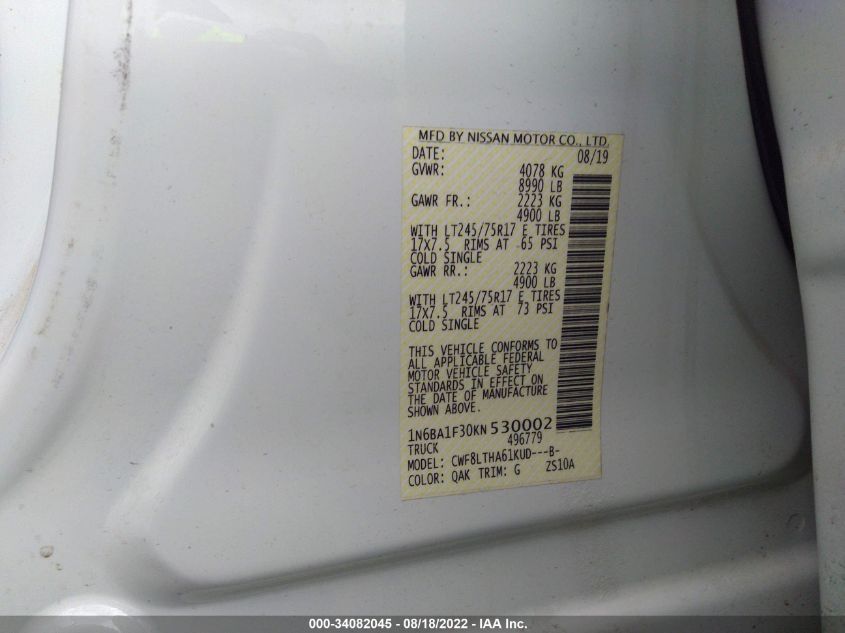 MFD BY NISSAN MOTOR CO., LTD.
DATE: 08/19
GVWR: 4078 KG
8990 LB
GAWR FR.: 2223 KG
4900 LB
WITH LT245/75R17 E TIRES
17X7.5 RIMS AT 65 PSI
COLD SINGLE
GAWR RR.: 2223 KG
4900 LB
WITH LT245/75R17 E TIRES
17X7.5 RIMS AT 73 PSI
COLD SINGLE
THIS VEHICLE CONFORMS TO
ALL APPLICABLE FEDERAL
MOTOR VEHICLE SAFETY
STANDARDS IN EFFECT ON
THE DATE OF MANUFACTURE
SHOWN ABOVE.
1N6BA1F30KN530002
TRUCK 496779
MODEL: CWF8LTHA61KUD---B-
COLOR: QAK TRIM: G ZS10A
000-34082045 - 08/18/2022 - IAA Inc.